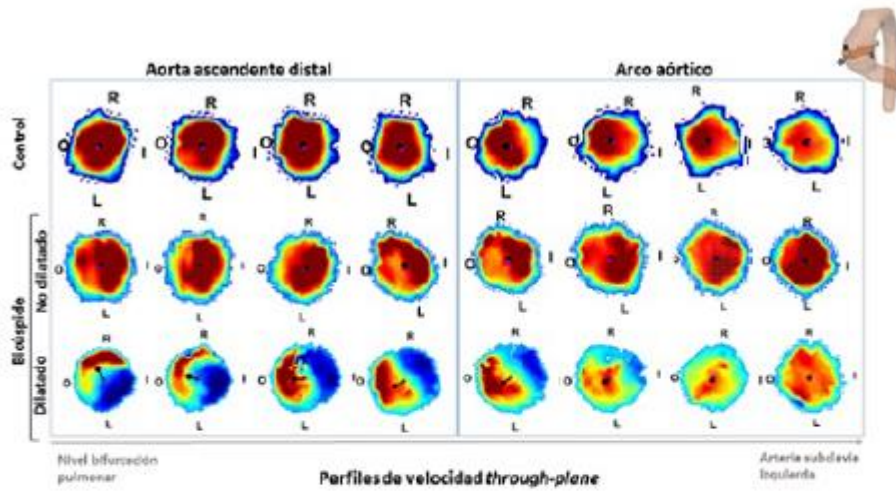 Aorta ascendente distal
Arco aórtico
Control
R R R R R R R R
O I O I O I O I
L L L L L L L L
Bicúspide
No dilatado
R R R R R R R R
O I O I O I O I
L L L L L L L L
Dilatado
R R R R R R R R
O I O I O I O I
L L L L L L L L
Nivel bifurcación
pulmonar
Perfiles de velocidad through-plane
Arteria subclavia
Izquierda